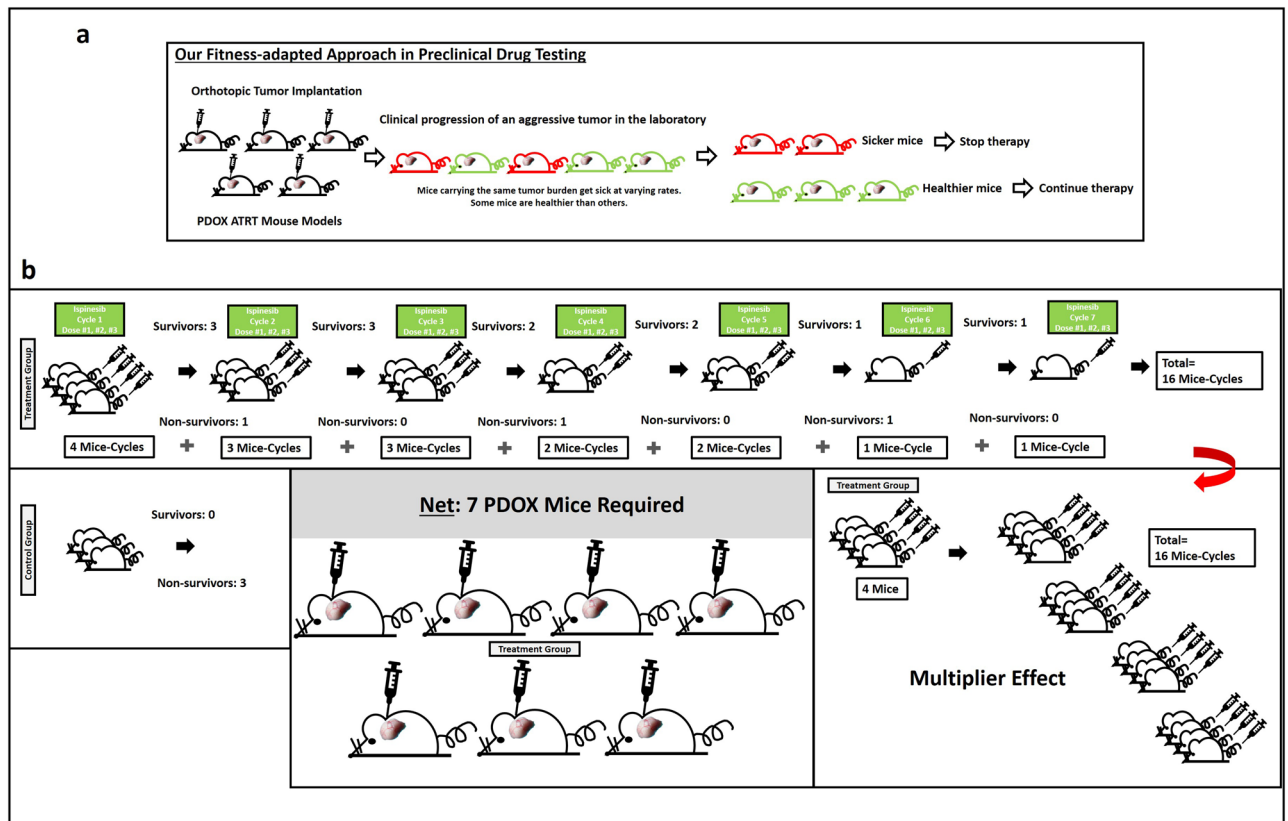 a
Our Fitness-adapted Approach in Preclinical Drug Testing
Orthotopic Tumor Implantation
Clinical progression of an aggressive tumor in the laboratory
Sicker mice
Stop therapy
Mice carrying the same tumor burden get sick at varying rates.
Some mice are healthier than others.
Healthier mice
Continue therapy
PDOX ATRT Mouse Models
b
Treatment Group
Ispinesib
Cycle 1
Dose #1, #2, #3
Survivors: 3
Ispinesib
Cycle 2
Dose #1, #2, #3
Survivors: 3
Ispinesib
Cycle 3
Dose #1, #2, #3
Survivors: 2
Ispinesib
Cycle 4
Dose #1, #2, #3
Survivors: 2
Ispinesib
Cycle 5
Dose #1, #2, #3
Survivors: 1
Ispinesib
Cycle 6
Dose #1, #2, #3
Survivors: 1
Ispinesib
Cycle 7
Dose #1, #2, #3
Total=
16 Mice-Cycles
Non-survivors: 1
Non-survivors: 0
Non-survivors: 1
Non-survivors: 0
Non-survivors: 1
Non-survivors: 0
4 Mice-Cycles
+
3 Mice-Cycles
+
3 Mice-Cycles
+
2 Mice-Cycles
+
2 Mice-Cycles
+
1 Mice-Cycle
+
1 Mice-Cycle
Control Group
Survivors: 0
Non-survivors: 3
Net: 7 PDOX Mice Required
Treatment Group
Treatment Group
4 Mice
Total=
16 Mice-Cycles
Multiplier Effect